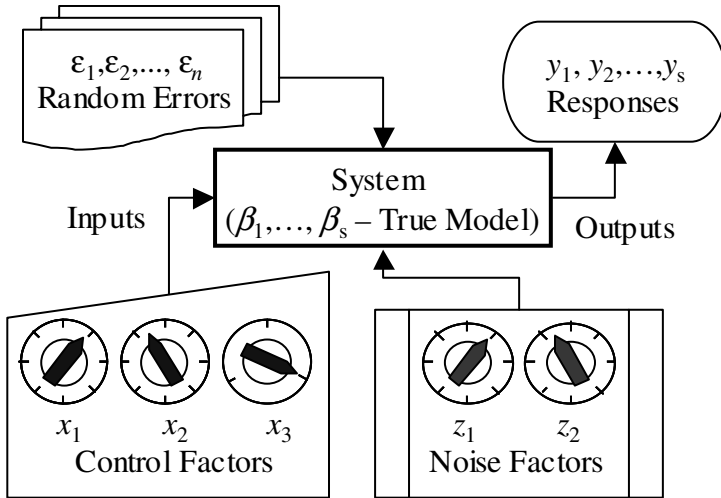 ε₁,ε₂,..., εₙ
Random Errors
y₁, y₂,…,yₛ
Responses
System
(β₁,…, βₛ – True Model)
Inputs
Outputs
x₁ x₂ x₃
Control Factors
z₁ z₂
Noise Factors